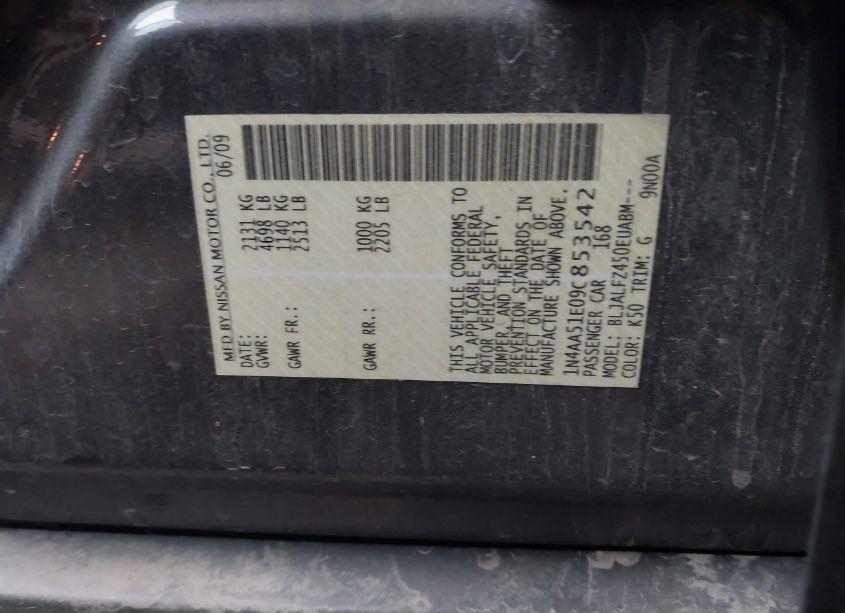 MFD BY NISSAN MOTOR CO., LTD.
DATE: 06/09
GVWR: 2131 KG
4698 LB
GAWR FR.: 1140 KG
2513 LB
GAWR RR.: 1000 KG
2205 LB
THIS VEHICLE CONFORMS TO
ALL APPLICABLE FEDERAL
MOTOR VEHICLE SAFETY,
BUMPER, AND THEFT
PREVENTION STANDARDS IN
EFFECT ON THE DATE OF
MANUFACTURE SHOWN ABOVE.
1N4AA51E09C853542
PASSENGER CAR 168
MODEL: BLJALFZ450EUABM---
COLOR: K50 TRIM: G 9N00A